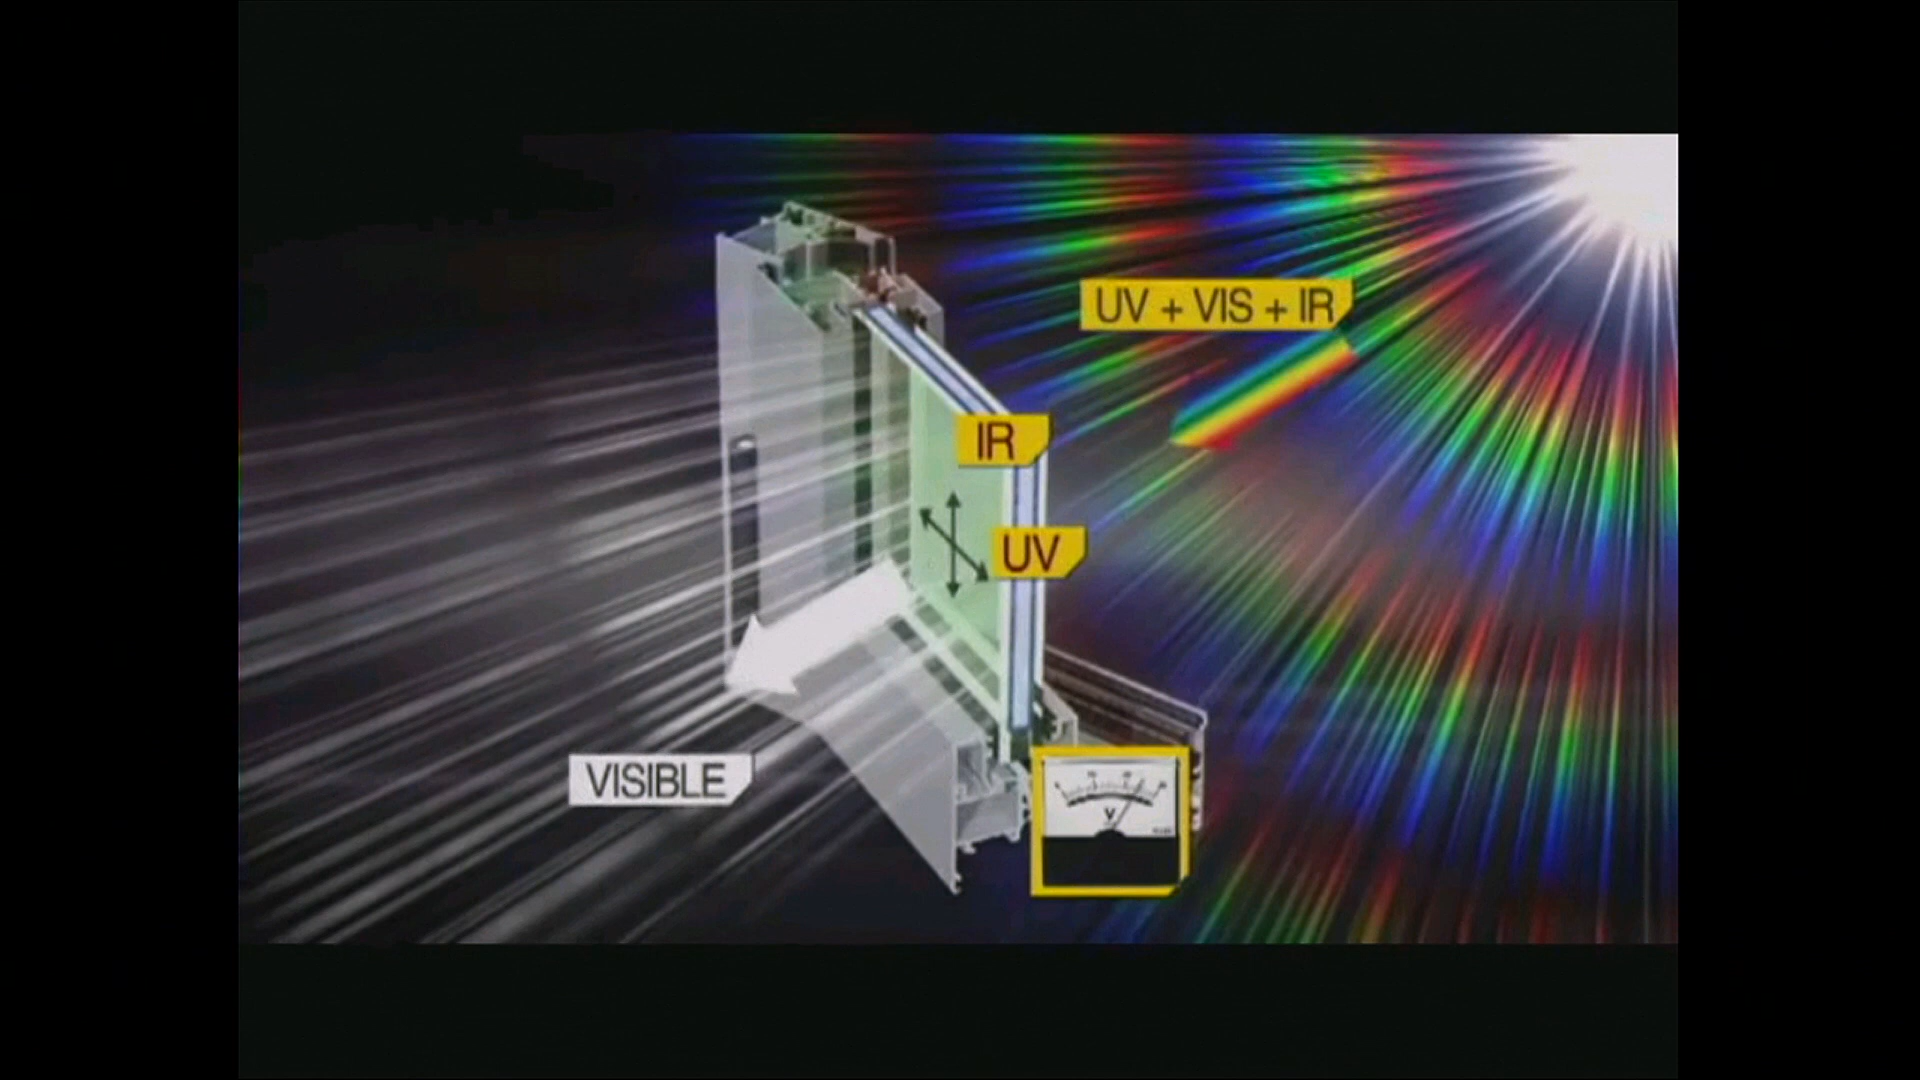 UV + VIS + IR
IR
UV
VISIBLE
V